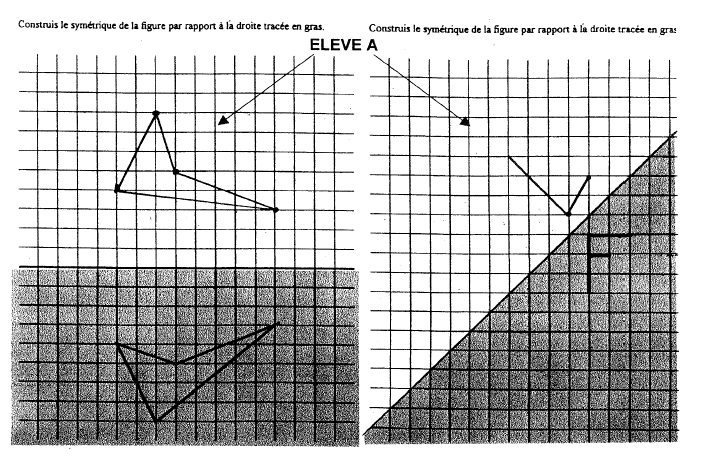 Construis le symétrique de la figure par rapport à la droite tracée en gras.
Construis le symétrique de la figure par rapport à la droite tracée en gras
ELEVE A